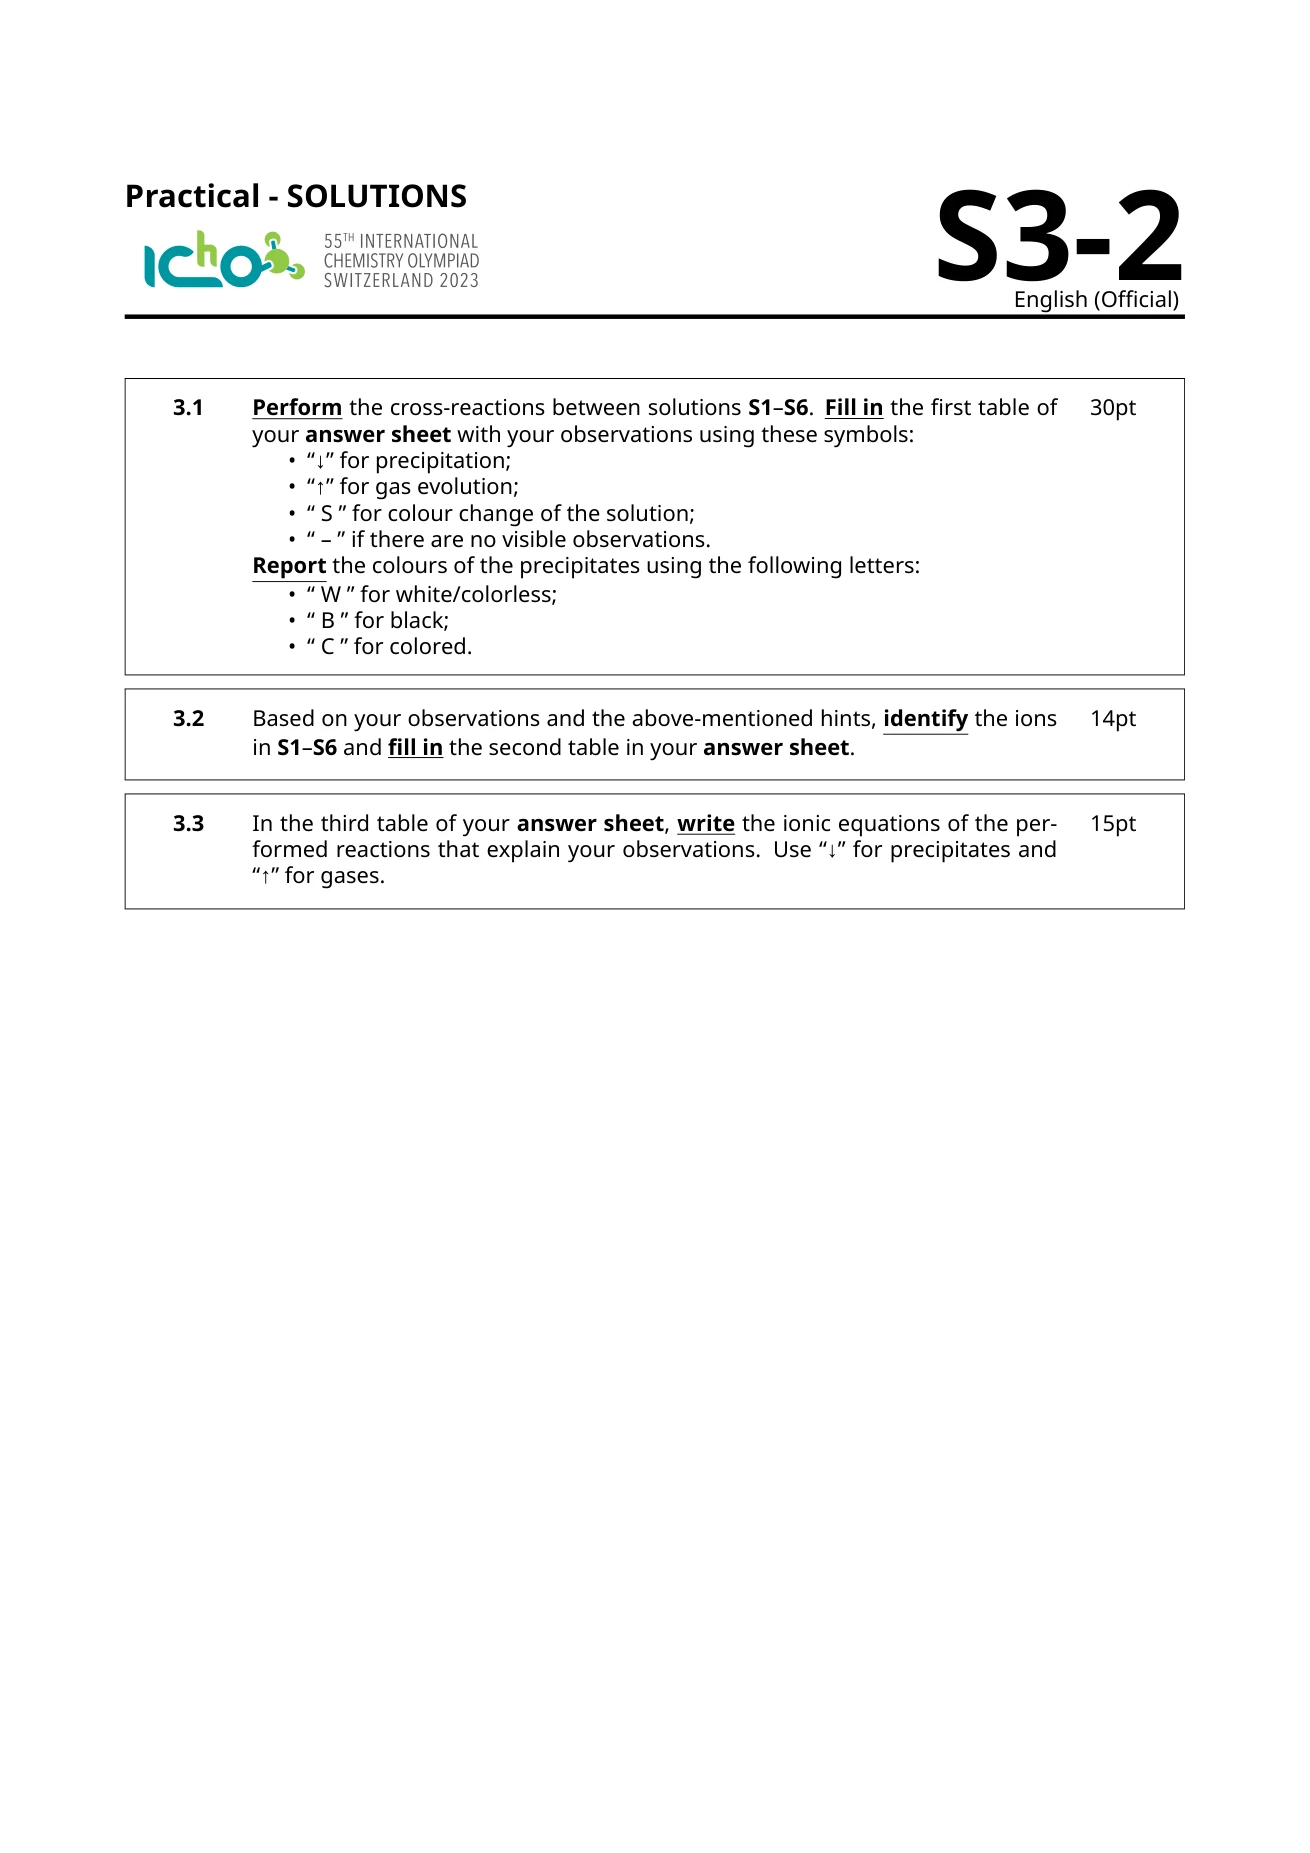 Practical - SOLUTIONS
S3-2
Icho
55TH INTERNATIONAL
CHEMISTRY OLYMPIAD
SWITZERLAND 2023
English (Official)
3.1 Perform the cross-reactions between solutions S1–S6. Fill in the first table of 30pt
your answer sheet with your observations using these symbols:
• “↓” for precipitation;
• “↑” for gas evolution;
• “ S ” for colour change of the solution;
• “ – ” if there are no visible observations.
Report the colours of the precipitates using the following letters:
• “ W ” for white/colorless;
• “ B ” for black;
• “ C ” for colored.
3.2 Based on your observations and the above-mentioned hints, identify the ions 14pt
in S1–S6 and fill in the second table in your answer sheet.
3.3 In the third table of your answer sheet, write the ionic equations of the per- 15pt
formed reactions that explain your observations. Use “↓” for precipitates and
“↑” for gases.